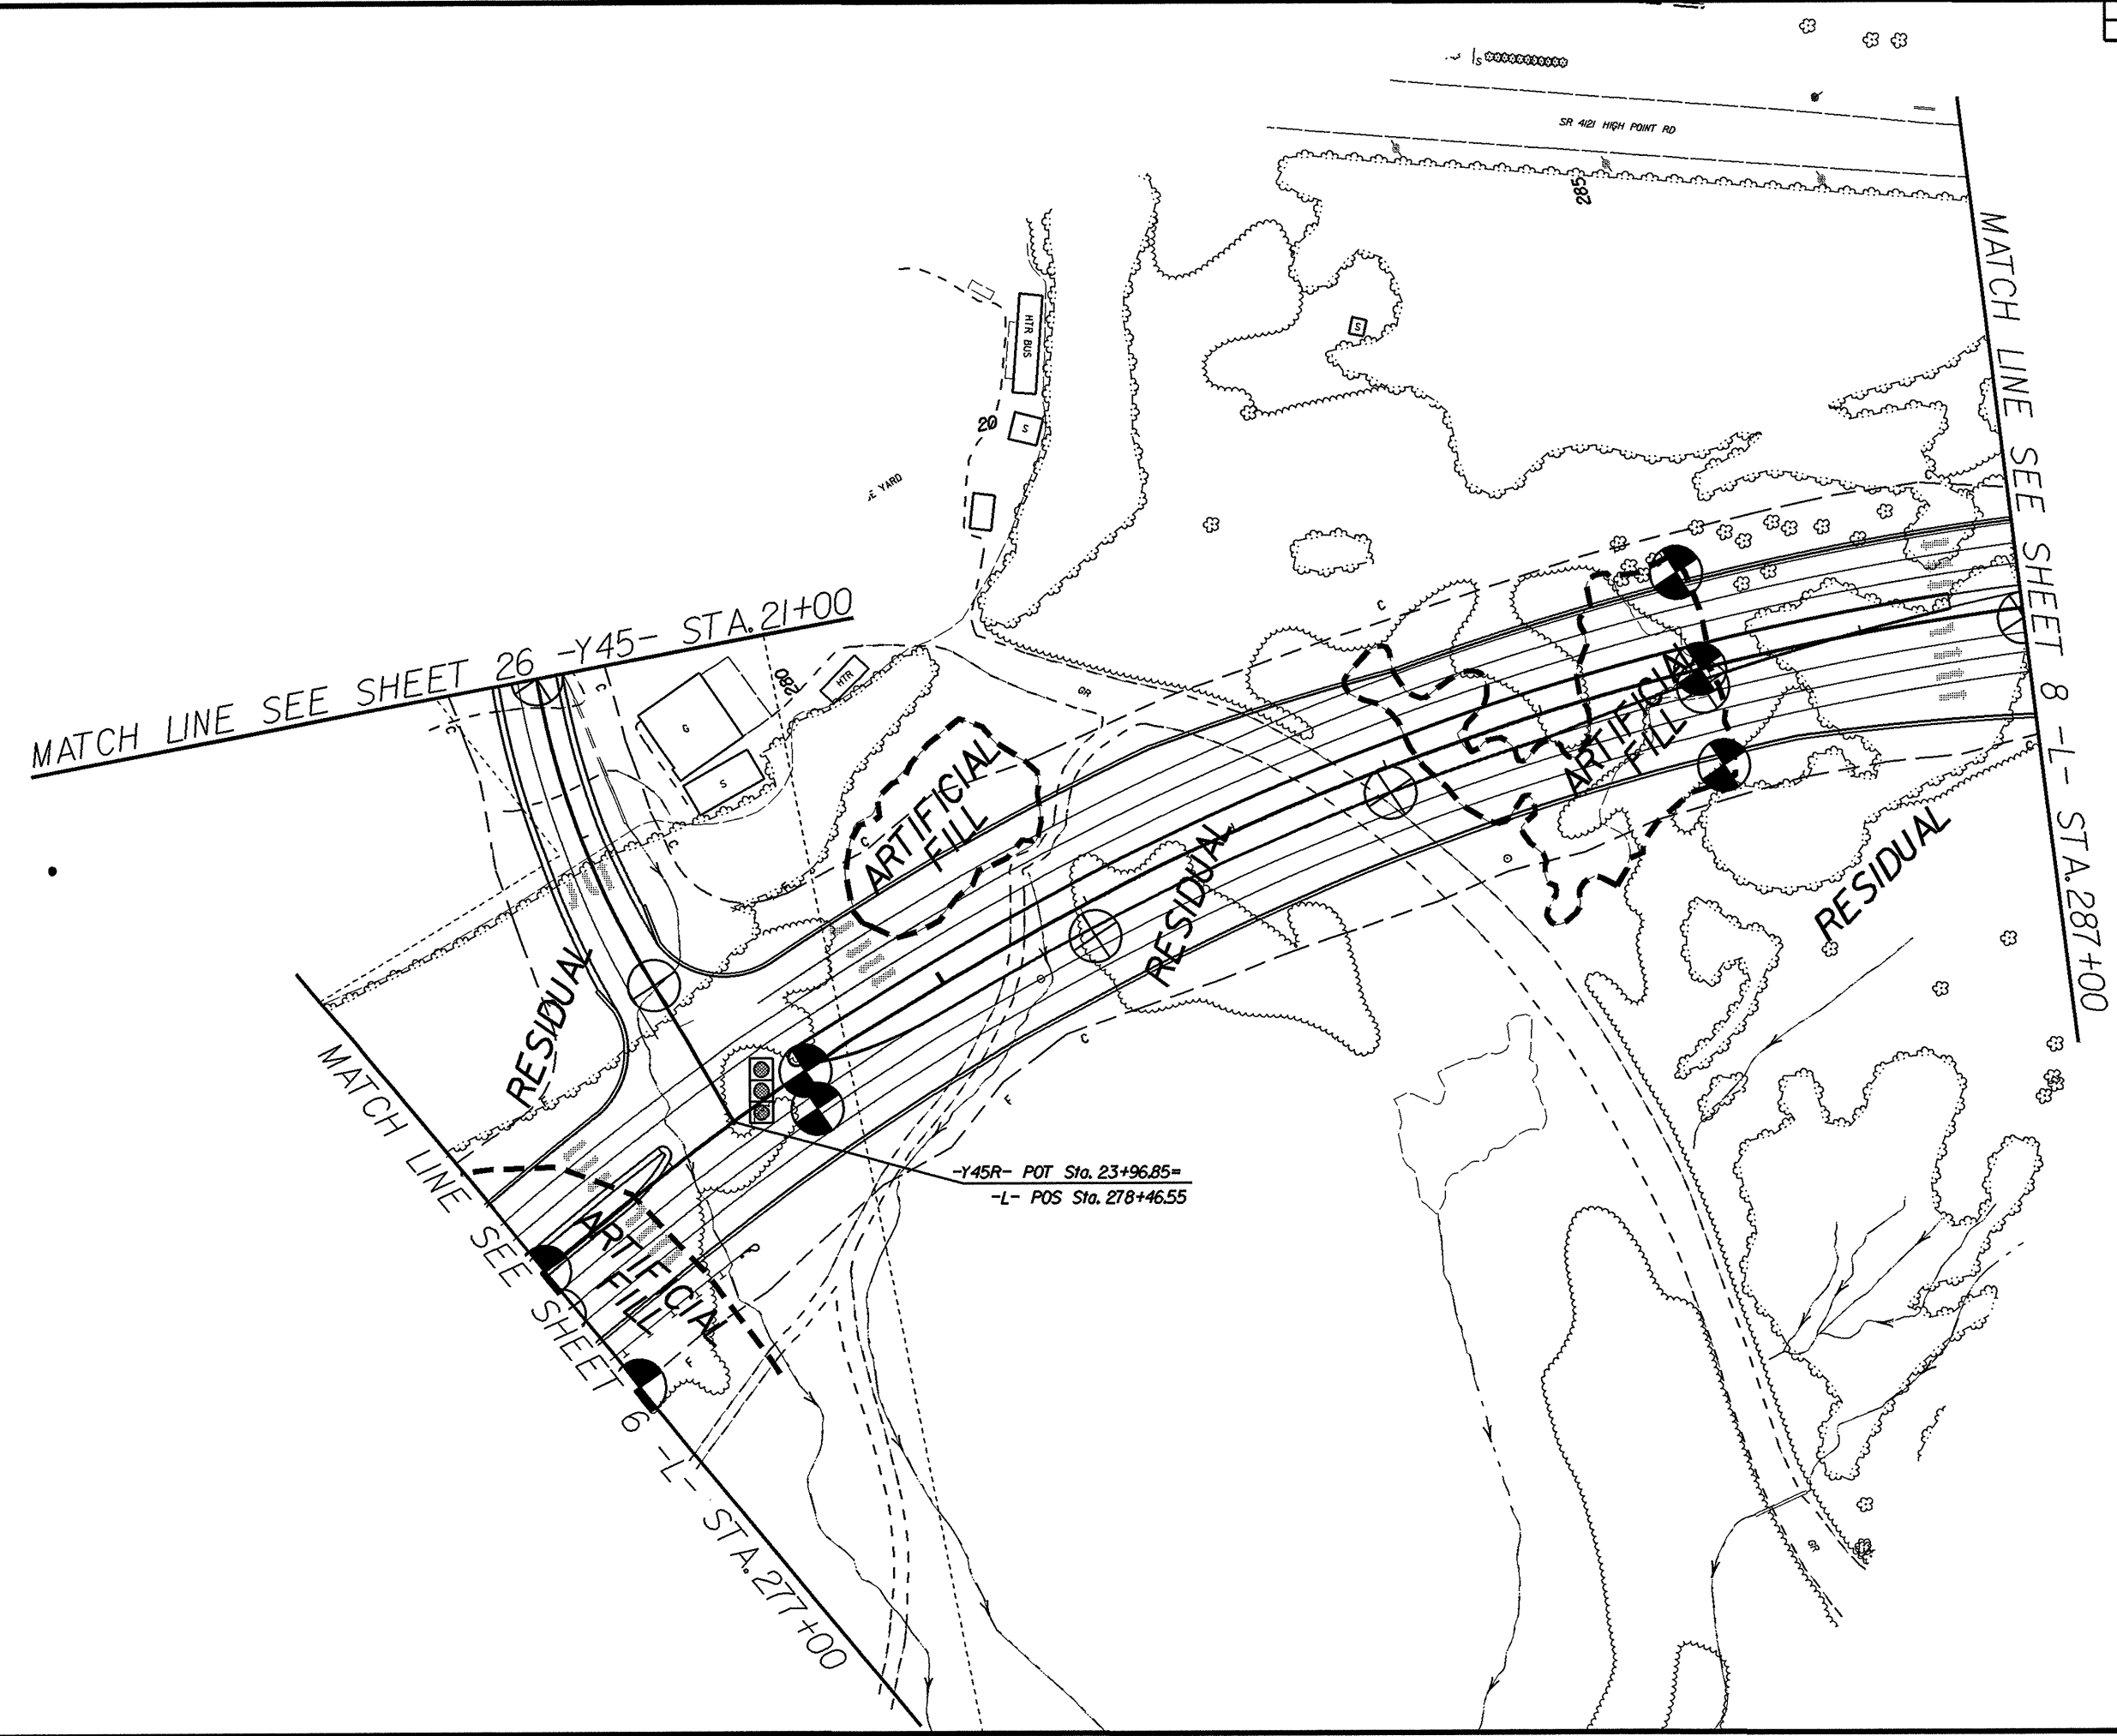 SR 4121 HIGH POINT RD
285
MATCH LINE SEE SHEET 8 -L- STA. 287+00
S
HTR BUS
20
S
E YARD
MATCH LINE SEE SHEET 26 -Y45- STA. 21+00
280
HTR
GR
G
S
C
C
C
C
C
ARTIFICIAL
FILL
ARTIFICIAL
FILL
RESIDUAL
RESIDUAL
RESIDUAL
MATCH LINE SEE SHEET 6 -L- STA. 277+00
C
F
-Y45R- POT Sta. 23+96.85=
-L- POS Sta. 278+46.55
ARTIFICIAL
FILL
F
GR